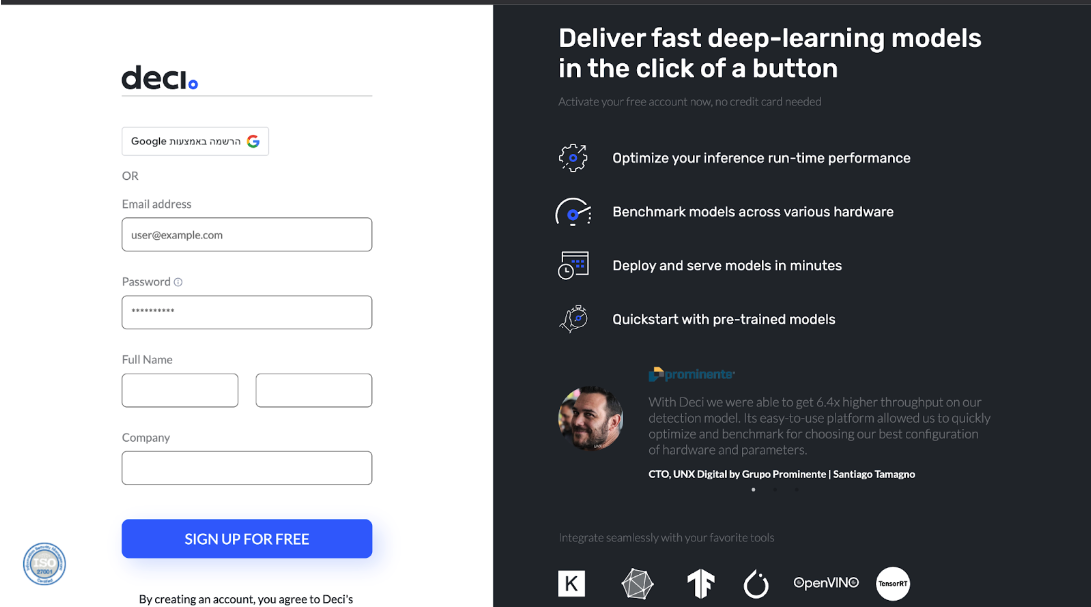 deci.
הרשמה באמצעות Google
OR
Email address
user@example.com
Password
**********
Full Name
Company
SIGN UP FOR FREE
ISO
27001
Certified
By creating an account, you agree to Deci's
Deliver fast deep-learning models
in the click of a button
Activate your free account now, no credit card needed
Optimize your inference run-time performance
Benchmark models across various hardware
Deploy and serve models in minutes
Quickstart with pre-trained models
prominente
With Deci we were able to get 6.4x higher throughput on our
detection model. Its easy-to-use platform allowed us to quickly
optimize and benchmark for choosing our best configuration
of hardware and parameters.
CTO, UNX Digital by Grupo Prominente | Santiago Tamagno
Integrate seamlessly with your favorite tools
K
OpenVINO
TensorRT